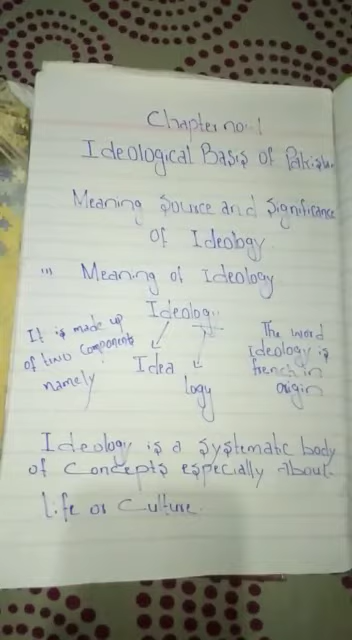 Chapter no:1
Ideological Basis of Pakistan
Meaning Source and Significance
of Ideology
Meaning of Ideology
Ideology
It is made up
of two components
namely
Idea
logy
The word
ideology is
french in
origin
Ideology is a systematic body
of concepts especially about
life or culture.